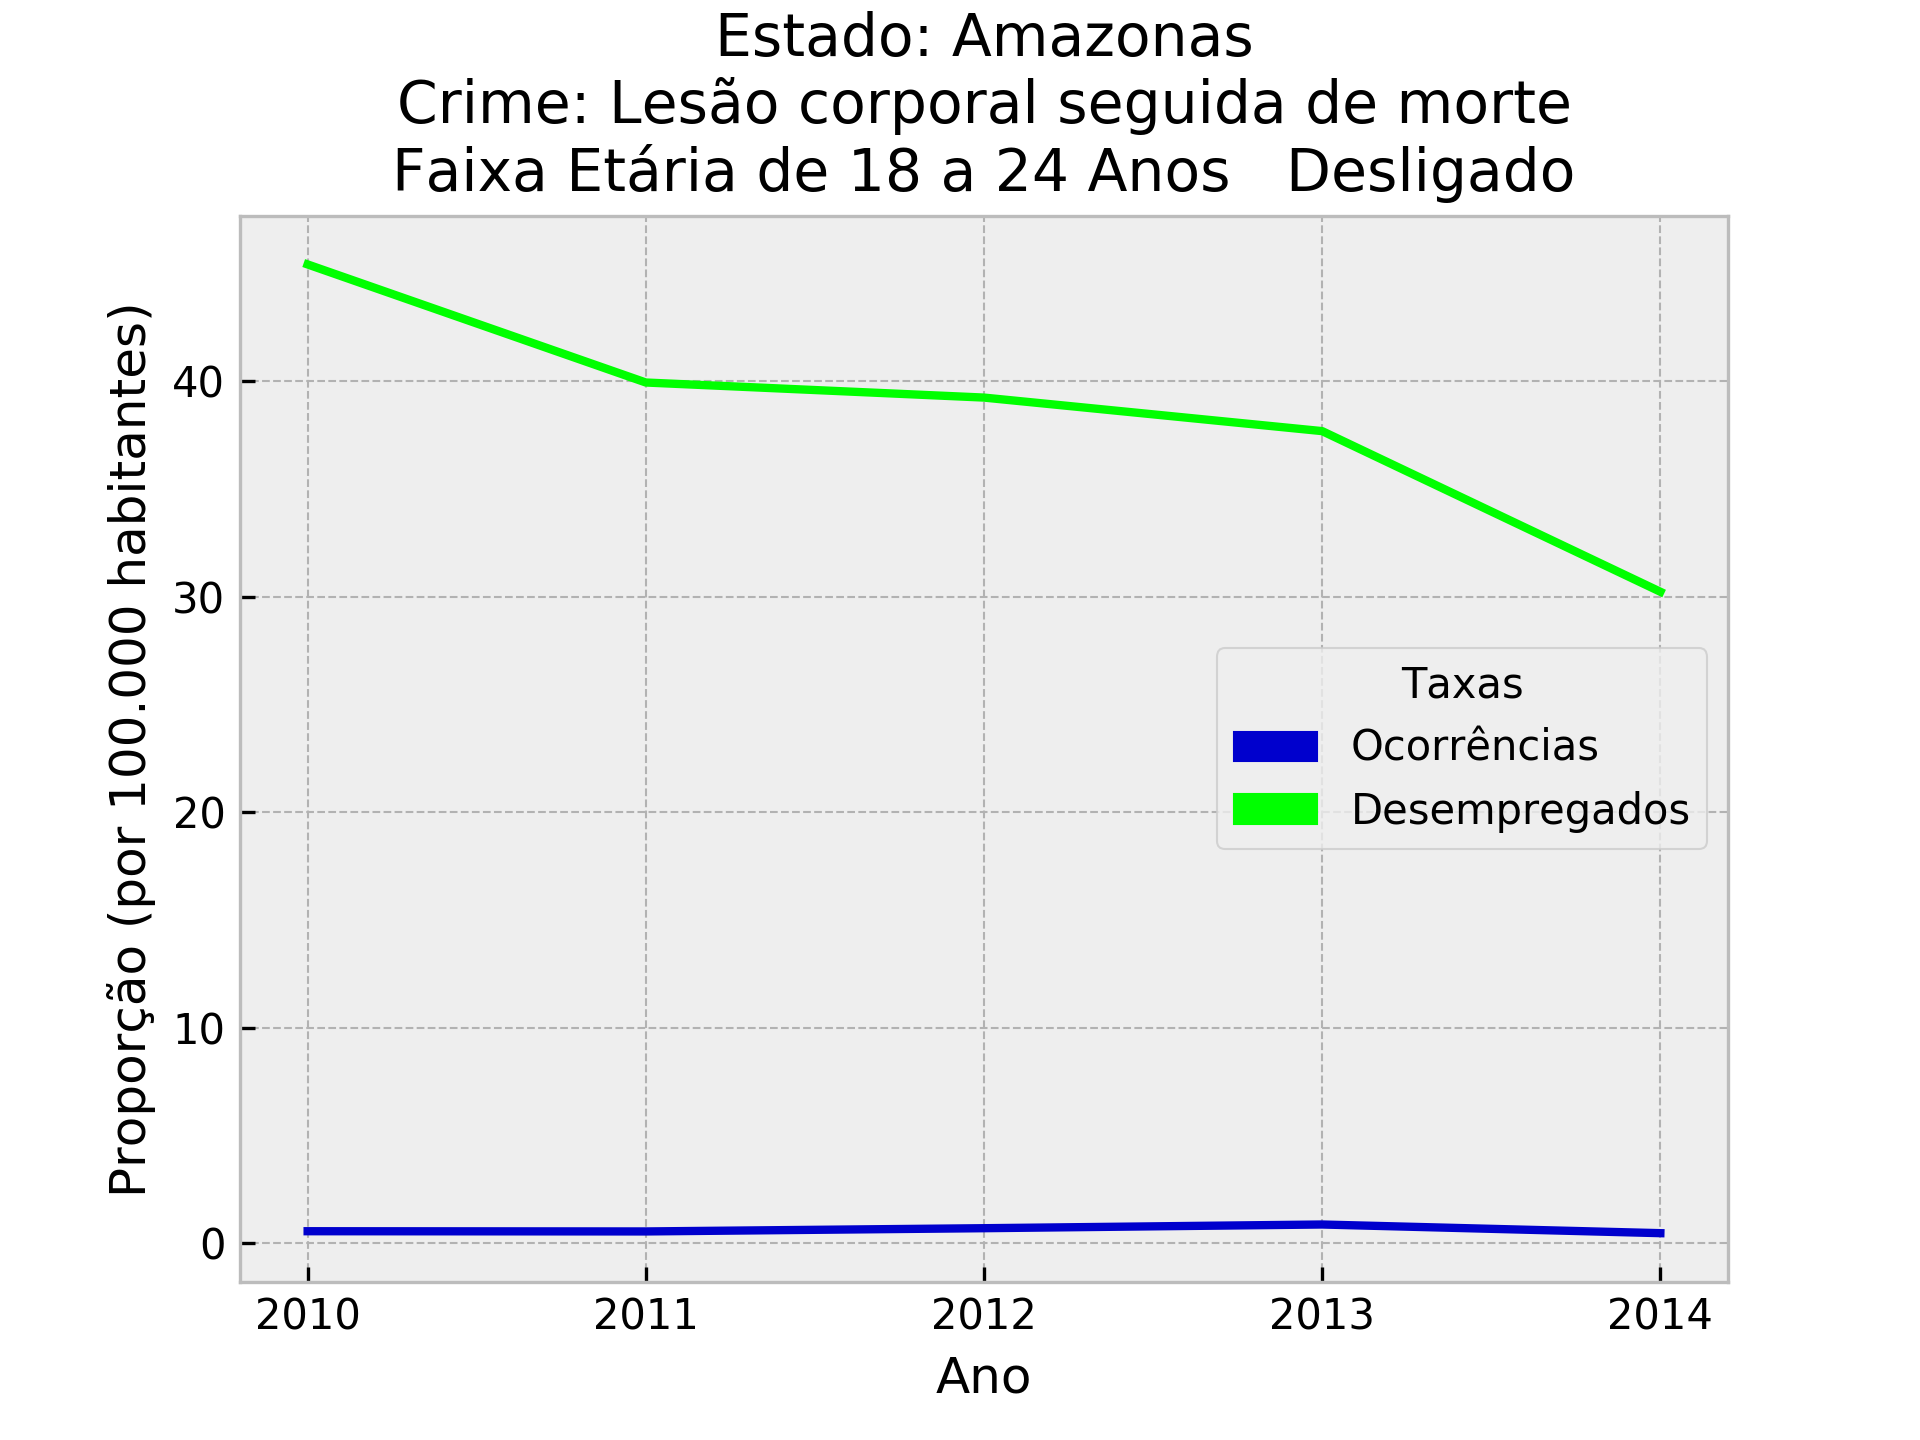 Estado: Amazonas
Crime: Lesão corporal seguida de morte
Faixa Etária de 18 a 24 Anos   Desligado
Proporção (por 100.000 habitantes)
40
30
20
10
0
Taxas
Ocorrências
Desempregados
2010
2011
2012
2013
2014
Ano